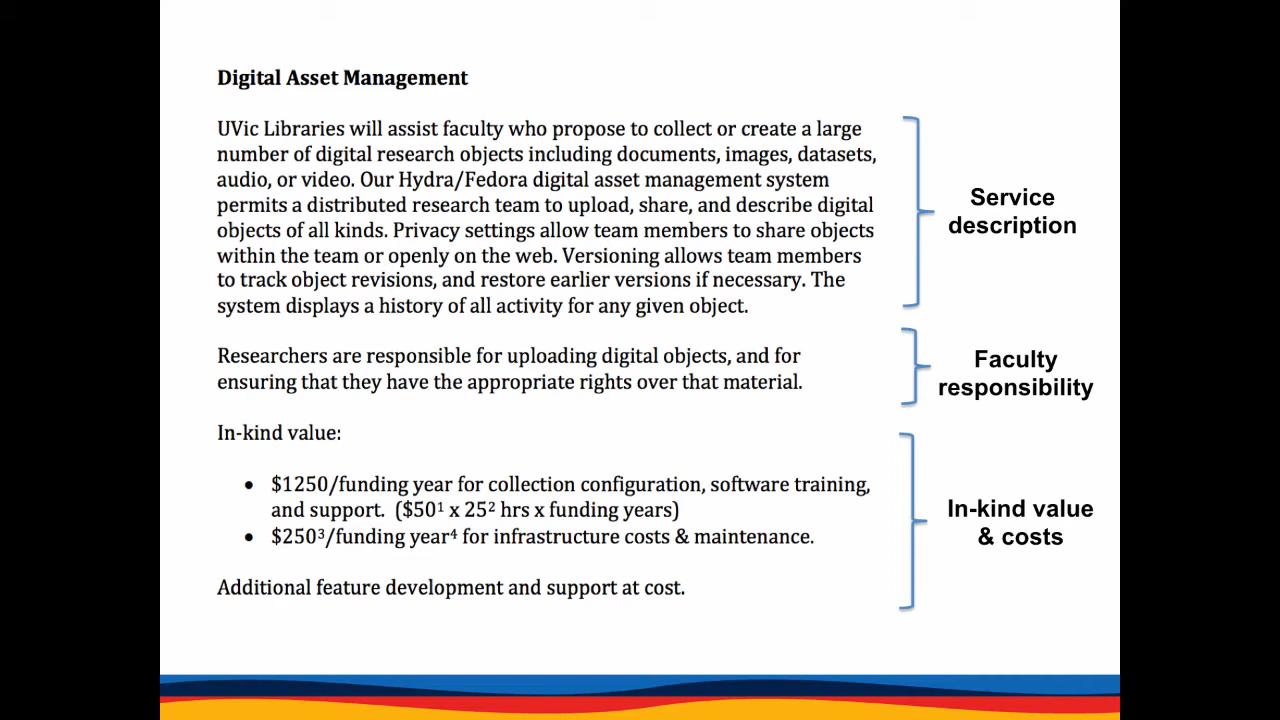 Digital Asset Management
UVic Libraries will assist faculty who propose to collect or create a large
number of digital research objects including documents, images, datasets,
audio, or video. Our Hydra/Fedora digital asset management system
permits a distributed research team to upload, share, and describe digital
objects of all kinds. Privacy settings allow team members to share objects
within the team or openly on the web. Versioning allows team members
to track object revisions, and restore earlier versions if necessary. The
system displays a history of all activity for any given object.
Service
description
Researchers are responsible for uploading digital objects, and for
ensuring that they have the appropriate rights over that material.
Faculty
responsibility
In-kind value:
• $1250/funding year for collection configuration, software training,
and support. ($50¹ x 25² hrs x funding years)
• $250³/funding year⁴ for infrastructure costs & maintenance.
Additional feature development and support at cost.
In-kind value
& costs